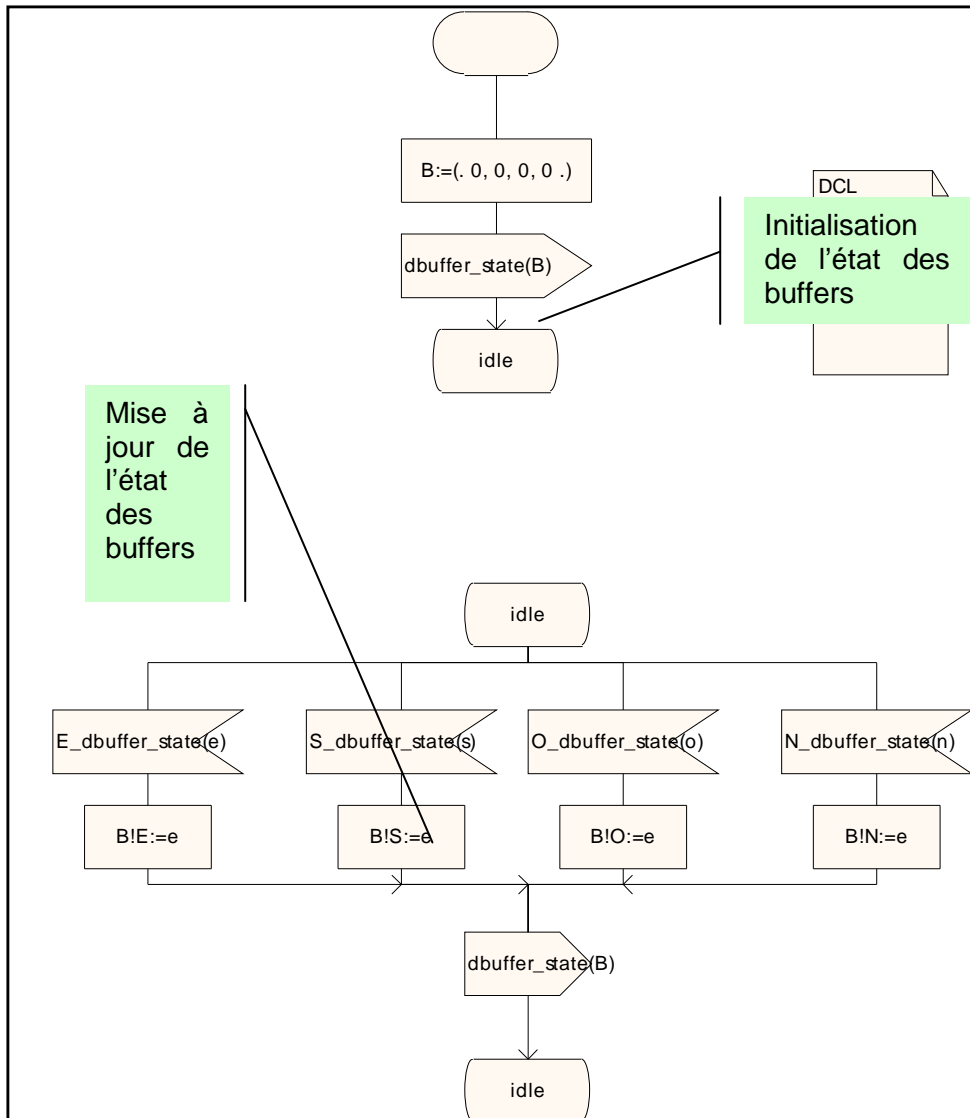 B:=(. 0, 0, 0, 0 .)
dbuffer_state(B)
idle
DCL
Initialisation
de l'état des
buffers
Mise à
jour de
l'état
des
buffers
idle
E_dbuffer_state(e)
S_dbuffer_state(s)
O_dbuffer_state(o)
N_dbuffer_state(n)
B!E:=e
B!S:=e
B!O:=e
B!N:=e
dbuffer_state(B)
idle